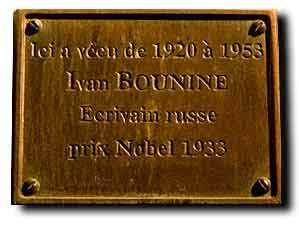 Ici a vécu de 1920 à 1953
Ivan BOUNINE
Ecrivain russe
prix Nobel 1933